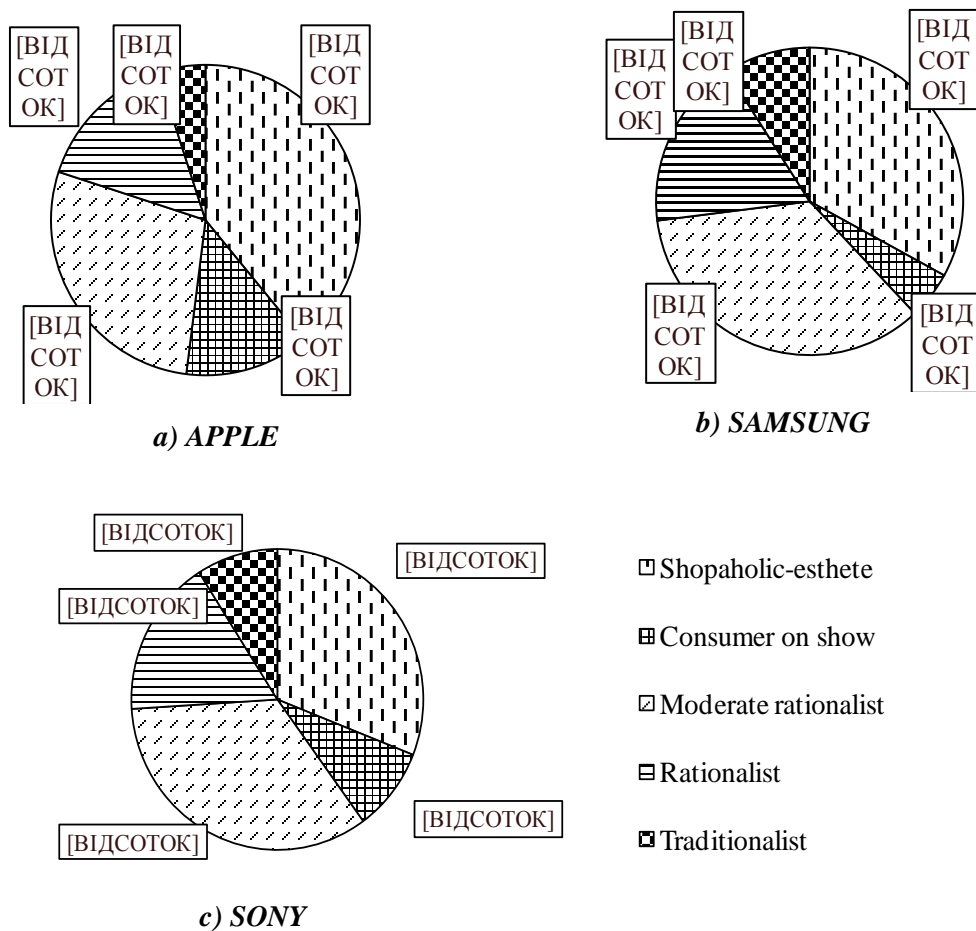 [ВІД
СОТ
ОК]
[ВІД
СОТ
ОК]
[ВІД
СОТ
ОК]
[ВІД
СОТ
ОК]
[ВІД
СОТ
ОК]
a) APPLE
[ВІД
СОТ
ОК]
[ВІД
СОТ
ОК]
[ВІД
СОТ
ОК]
[ВІД
СОТ
ОК]
[ВІД
СОТ
ОК]
b) SAMSUNG
[ВІДСОТОК]
[ВІДСОТОК]
[ВІДСОТОК]
[ВІДСОТОК]
[ВІДСОТОК]
c) SONY
Shopaholic-esthete
Consumer on show
Moderate rationalist
Rationalist
Traditionalist